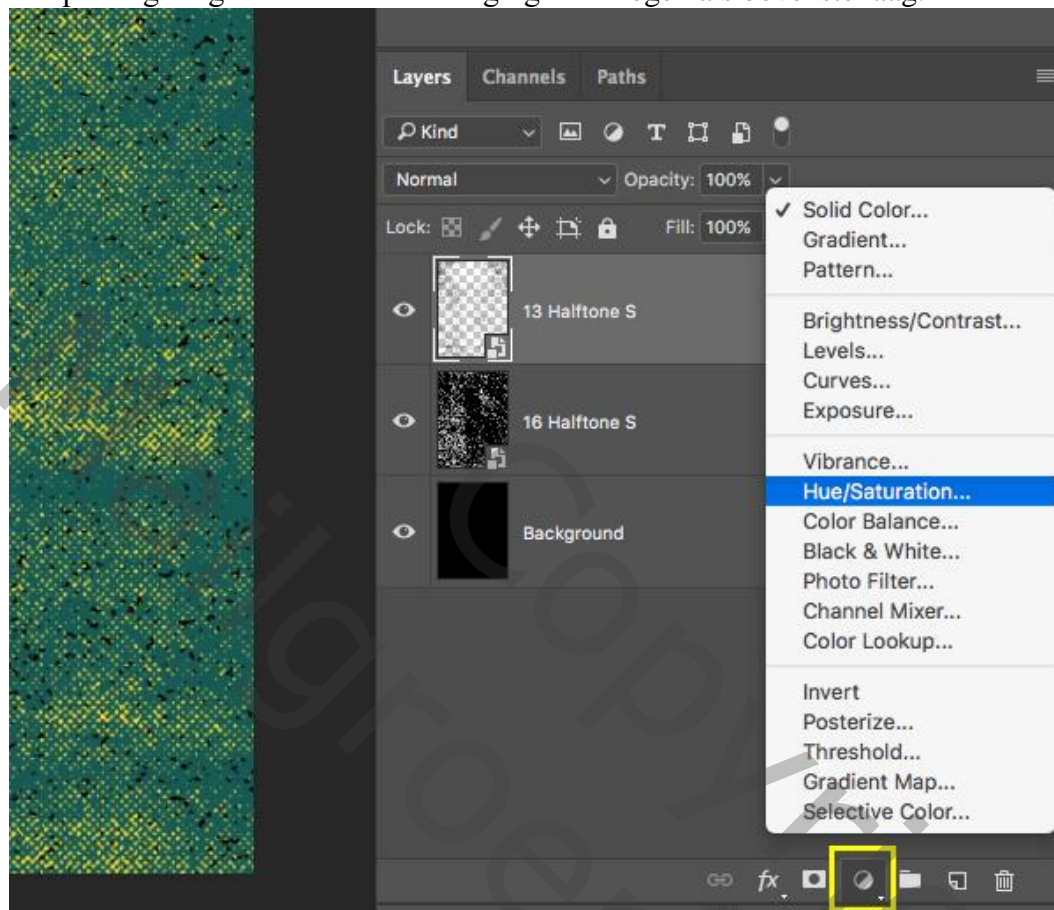 Layers Channels Paths
Kind
Normal Opacity: 100%
Lock: Fill: 100%
13 Halftone S
16 Halftone S
Background
✓ Solid Color...
Gradient...
Pattern...
Brightness/Contrast...
Levels...
Curves...
Exposure...
Vibrance...
Hue/Saturation...
Color Balance...
Black & White...
Photo Filter...
Channel Mixer...
Color Lookup...
Invert
Posterize...
Threshold...
Gradient Map...
Selective Color...
fx